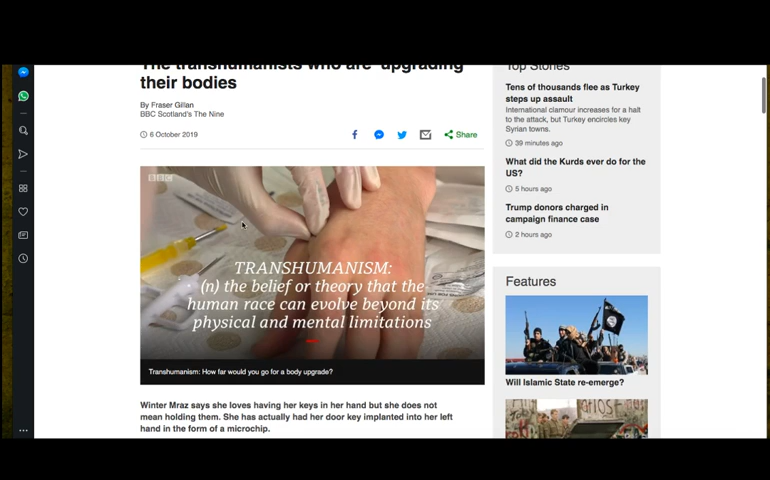 The transhumanists who are 'upgrading
their bodies
By Fraser Gillan
BBC Scotland's The Nine
6 October 2019
Share
BBC
TRANSHUMANISM:
(n) the belief or theory that the
human race can evolve beyond its
physical and mental limitations
Transhumanism: How far would you go for a body upgrade?
Winter Mraz says she loves having her keys in her hand but she does not
mean holding them. She has actually had her door key implanted into her left
hand in the form of a microchip.
Top Stories
Tens of thousands flee as Turkey
steps up assault
International clamour increases for a halt
to the attack, but Turkey encircles key
Syrian towns.
39 minutes ago
What did the Kurds ever do for the
US?
5 hours ago
Trump donors charged in
campaign finance case
2 hours ago
Features
Will Islamic State re-emerge?